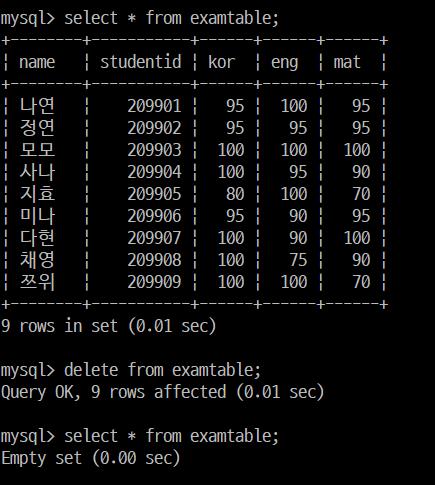 mysql> select * from examtable;
+--------+-----------+------+------+------+
| name   | studentid | kor  | eng  | mat  |
+--------+-----------+------+------+------+
| 나연   |    209901 |   95 |  100 |   95 |
| 정연   |    209902 |   95 |   95 |   95 |
| 모모   |    209903 |  100 |  100 |  100 |
| 사나   |    209904 |  100 |   95 |   90 |
| 지효   |    209905 |   80 |  100 |   70 |
| 미나   |    209906 |   95 |   90 |   95 |
| 다현   |    209907 |  100 |   90 |  100 |
| 채영   |    209908 |  100 |   75 |   90 |
| 쯔위   |    209909 |  100 |  100 |   70 |
+--------+-----------+------+------+------+
9 rows in set (0.01 sec)
mysql> delete from examtable;
Query OK, 9 rows affected (0.01 sec)
mysql> select * from examtable;
Empty set (0.00 sec)